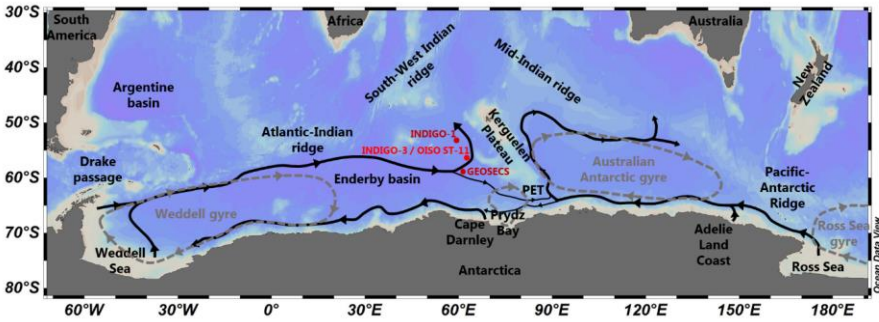 30°S
South
America
Africa
Australia
40°S
Argentine
basin
South-West Indian
ridge
Mid-Indian ridge
New
Zealand
50°S
Atlantic-Indian
ridge
INDIGO-1
INDIGO-3 / OISO ST-11
GEOSECS
Kerguelen
Plateau
Drake
passage
60°S
Enderby basin
PET
Australian
Antarctic gyre
Pacific-
Antarctic
Ridge
Weddell gyre
70°S
Weddell
Sea
Cape
Darnley
Prydz
Bay
Adelie
Land
Coast
Ross Sea
gyre
Ross Sea
Antarctica
80°S
Ocean Data View
60°W
30°W
0°
30°E
60°E
90°E
120°E
150°E
180°E